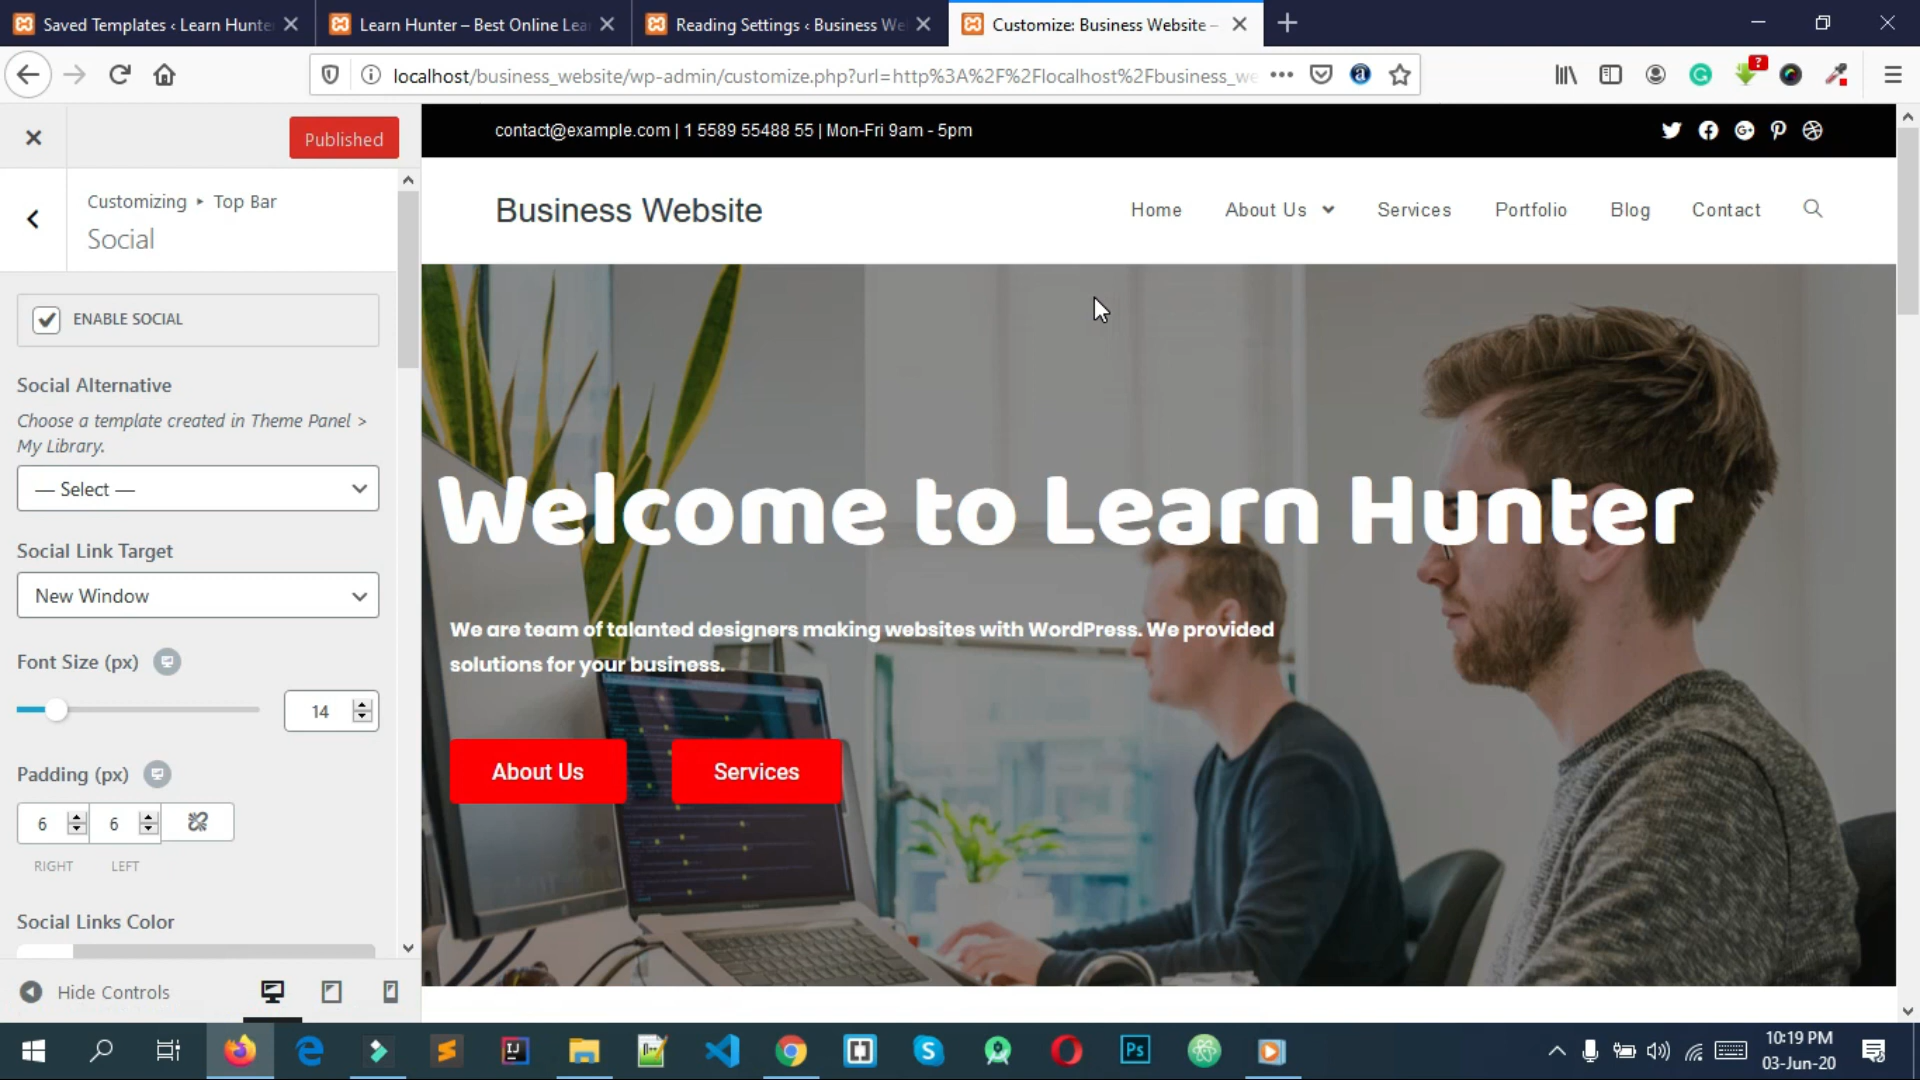 Saved Templates ‹ Learn Hunte
Learn Hunter – Best Online Lea
Reading Settings ‹ Business We
Customize: Business Website –
localhost/business_website/wp-admin/customize.php?url=http%3A%2F%2Flocalhost%2Fbusiness_we
Published
contact@example.com | 1 5589 55488 55 | Mon-Fri 9am - 5pm
Customizing ▸ Top Bar
Social
Business Website
Home
About Us
Services
Portfolio
Blog
Contact
ENABLE SOCIAL
Social Alternative
Choose a template created in Theme Panel >
My Library.
— Select —
Social Link Target
New Window
Font Size (px)
14
Padding (px)
6
6
RIGHT
LEFT
Social Links Color
Welcome to Learn Hunter
We are team of talanted designers making websites with WordPress. We provided
solutions for your business.
About Us
Services
Hide Controls
10:19 PM
03-Jun-20